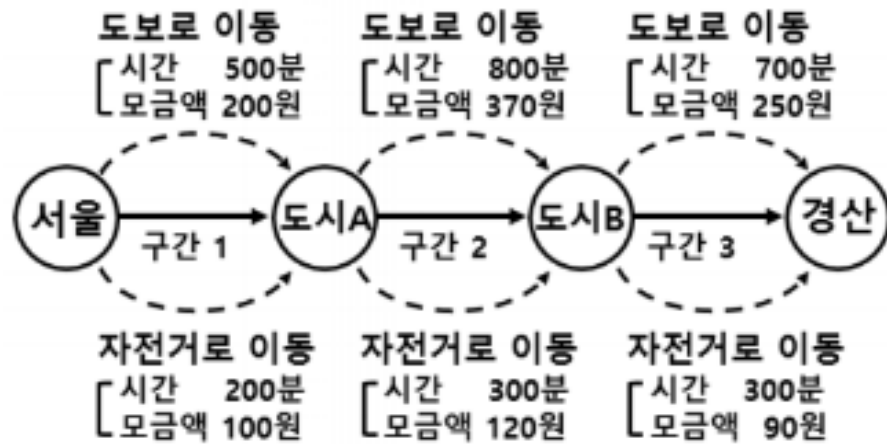 도보로 이동 도보로 이동 도보로 이동
시간 500분 시간 800분 시간 700분
모금액 200원 모금액 370원 모금액 250원
서울 도시A 도시B 경산
구간 1 구간 2 구간 3
자전거로 이동 자전거로 이동 자전거로 이동
시간 200분 시간 300분 시간 300분
모금액 100원 모금액 120원 모금액 90원